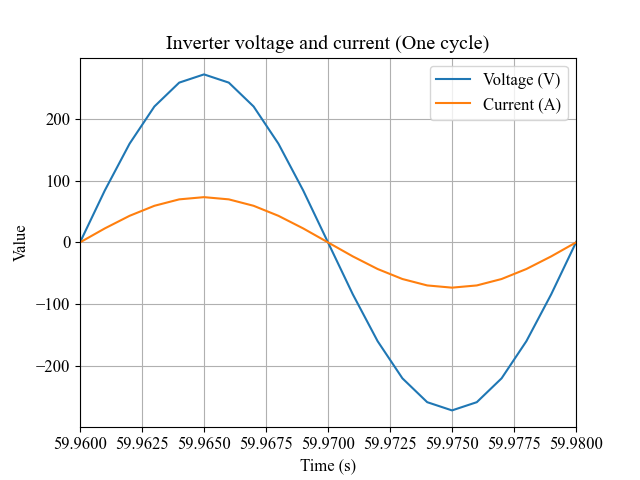 Inverter voltage and current (One cycle)
Voltage (V)
Current (A)
Value
200
100
0
−100
−200
59.9600 59.9625 59.9650 59.9675 59.9700 59.9725 59.9750 59.9775 59.9800
Time (s)